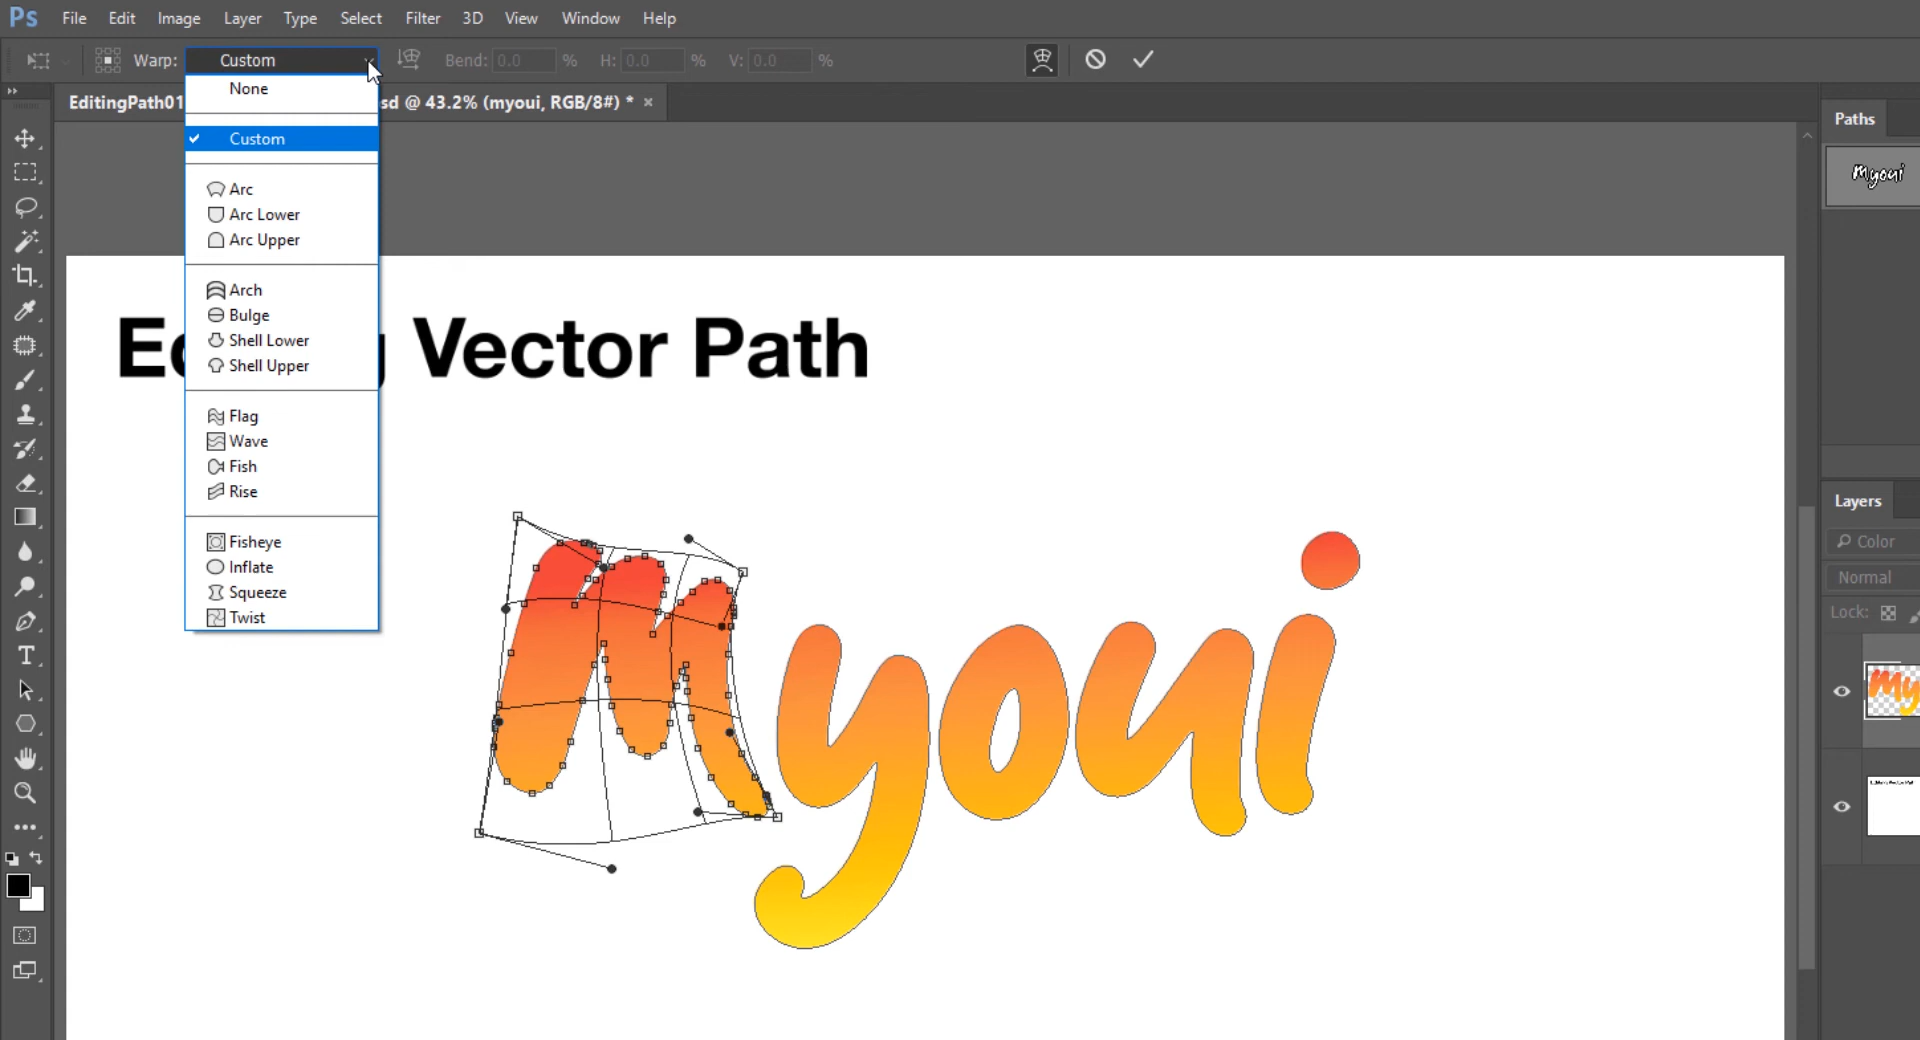 Ps File Edit Image Layer Type Select Filter 3D View Window Help
Warp: Custom Bend: 0.0 % H: 0.0 % V: 0.0 %
EditingPath01 sd @ 43.2% (myoui, RGB/8#) * ×
None
Custom
Arc
Arc Lower
Arc Upper
Arch
Bulge
Shell Lower
Shell Upper
Flag
Wave
Fish
Rise
Fisheye
Inflate
Squeeze
Twist
Vector Path
Myoui
Paths
Myoui
Layers
Color
Normal
Lock:
My